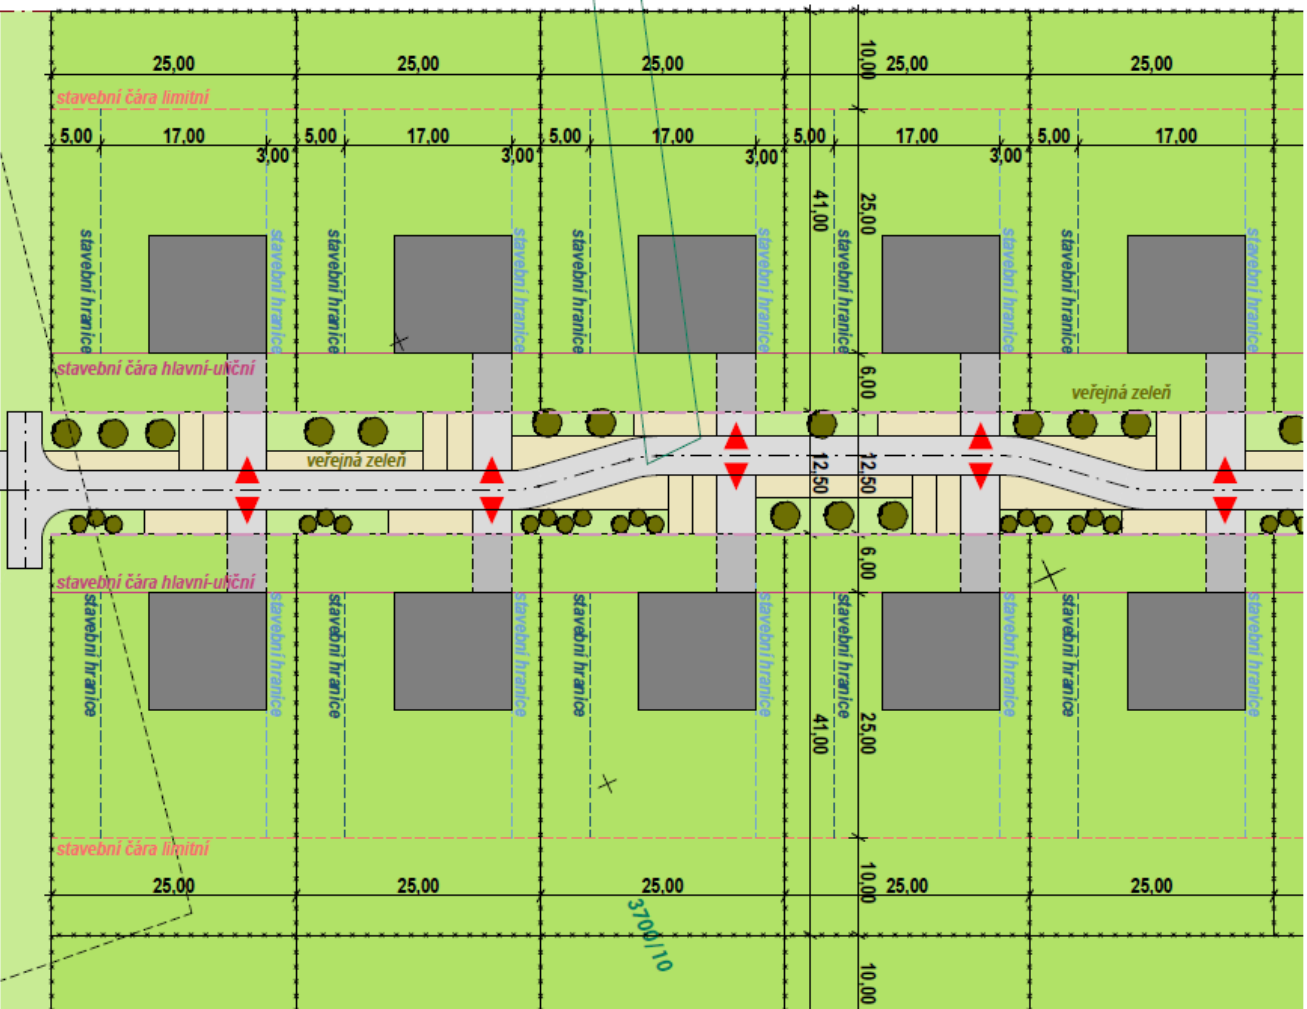 10,00
25,00 25,00 25,00 25,00 25,00
stavební čára limitní
5,00 17,00 5,00 17,00 5,00 17,00 5,00 17,00 5,00 17,00
3,00 3,00 3,00 3,00
41,00 25,00
stavební hranice stavební hranice stavební hranice stavební hranice stavební hranice stavební hranice stavební hranice stavební hranice stavební hranice stavební hranice
stavební čára hlavní-uliční
6,00
veřejná zeleň
veřejná zeleň
12,50 12,50
6,00
stavební čára hlavní-uliční
stavební hranice stavební hranice stavební hranice stavební hranice stavební hranice stavební hranice stavební hranice stavební hranice stavební hranice stavební hranice
41,00 25,00
stavební čára limitní
10,00
25,00 25,00 25,00 25,00 25,00
3700/10
10,00